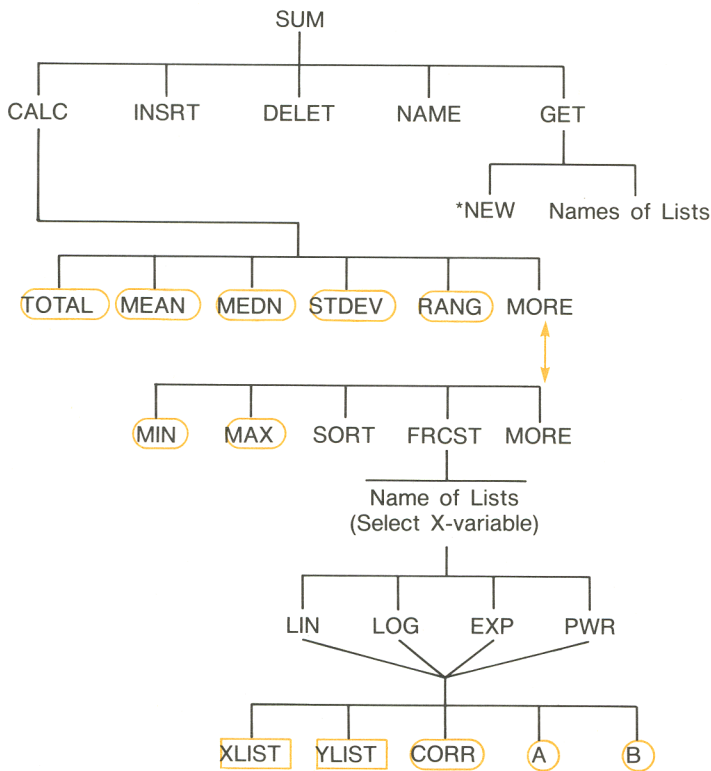 SUM
CALC INSRT DELET NAME GET
*NEW Names of Lists
TOTAL MEAN MEDN STDEV RANG MORE
MIN MAX SORT FRCST MORE
Name of Lists
(Select X-variable)
LIN LOG EXP PWR
XLIST YLIST CORR A B